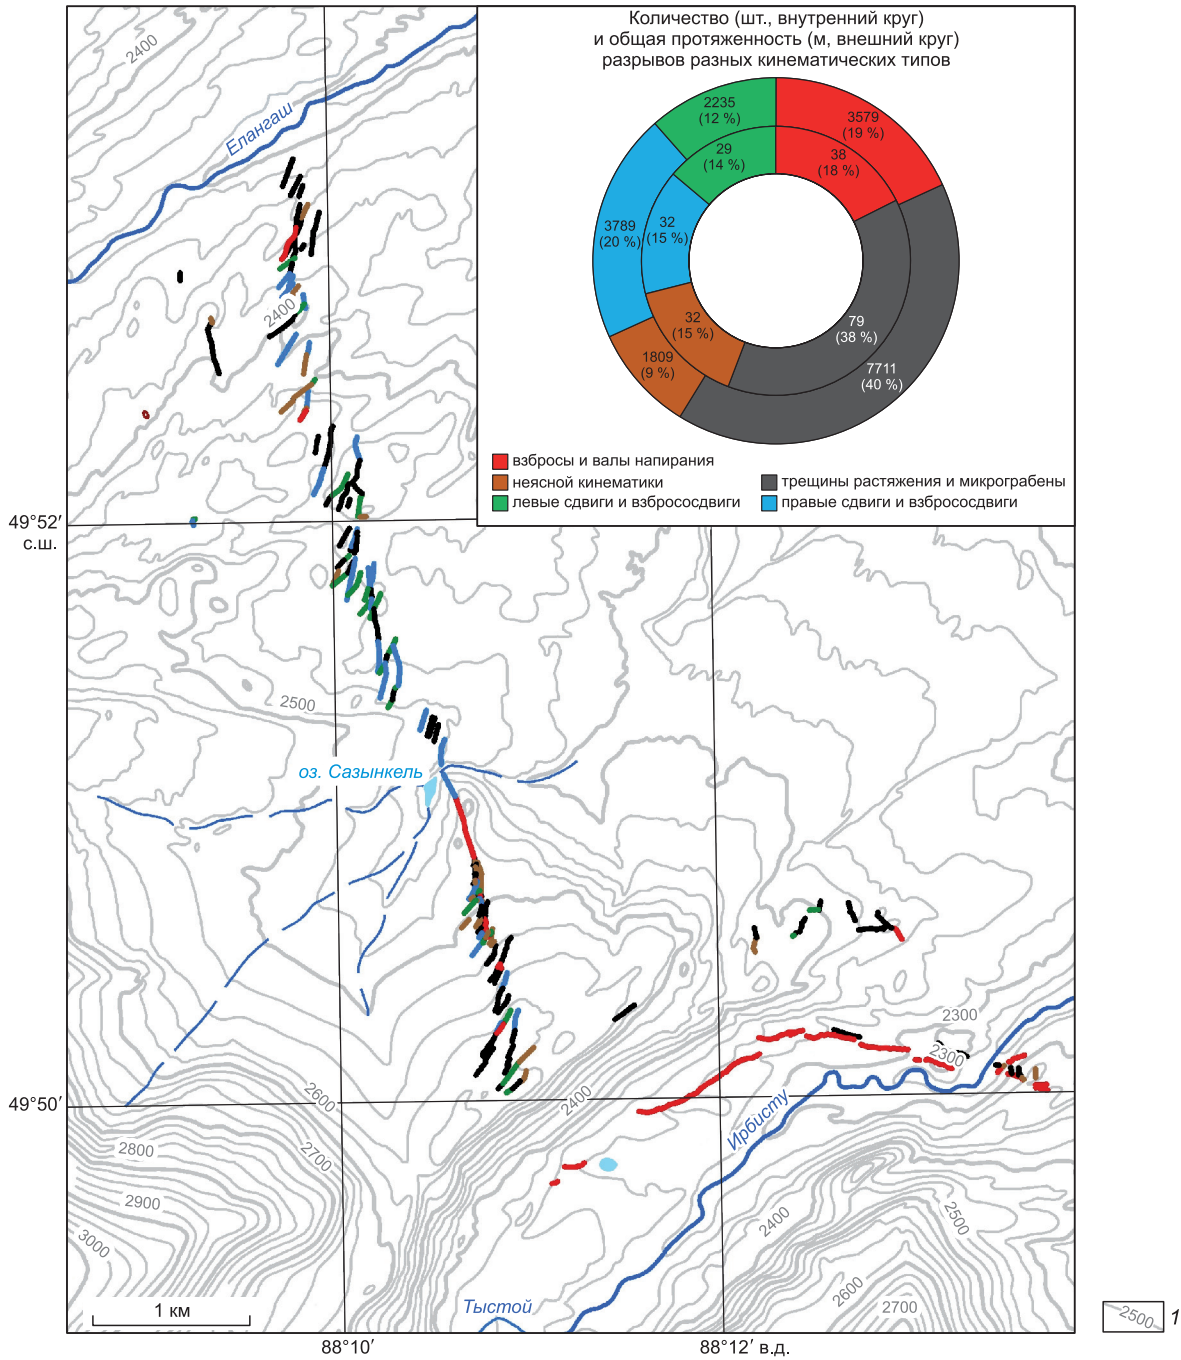 Количество (шт., внутренний круг)
и общая протяженность (м, внешний круг)
разрывов разных кинематических типов
2235
(12 %)
3579
(19 %)
29
(14 %)
38
(18 %)
3789
(20 %)
32
(15 %)
32
(15 %)
79
(38 %)
1809
(9 %)
7711
(40 %)
взбросы и валы напирания
неясной кинематики
трещины растяжения и микрограбены
левые сдвиги и взбрососдвиги
правые сдвиги и взбрососдвиги
2400
Елангаш
2400
49°52′
с.ш.
2500
оз. Сазынкель
2300
2300
49°50′
2600
2400
Ирбисту
2800
2700
2900
3000
2400
2500
2600
2700
Тыстой
1 км
2500
1
88°10′
88°12′ в.д.